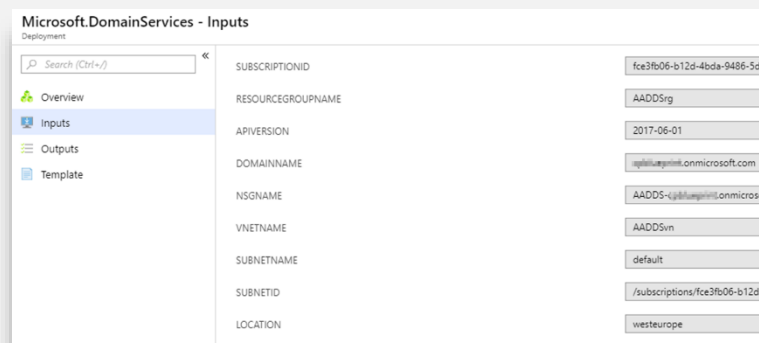 Microsoft.DomainServices - Inputs
Deployment
Search (Ctrl+/)
«
Overview
Inputs
Outputs
Template
SUBSCRIPTIONID
fce3fb06-b12d-4bda-9486-5d
RESOURCEGROUPNAME
AADDSrg
APIVERSION
2017-06-01
DOMAINNAME
.onmicrosoft.com
NSGNAME
AADDS- .onmicros
VNETNAME
AADDSvn
SUBNETNAME
default
SUBNETID
/subscriptions/fce3fb06-b12d
LOCATION
westeurope